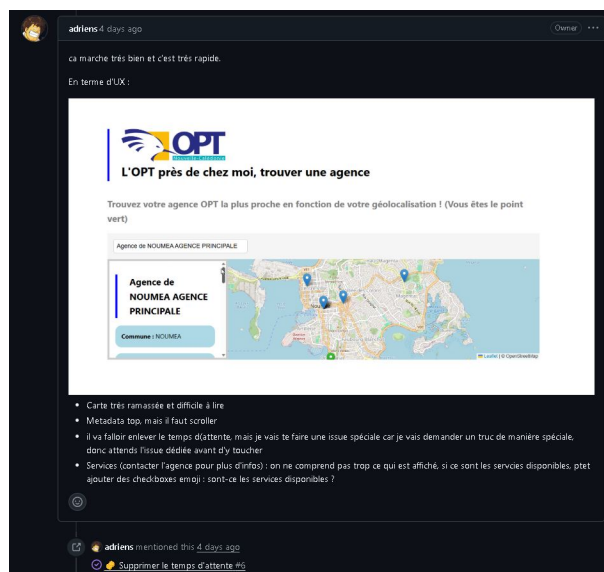 adriens 4 days ago
Owner
ca marche trés bien et c'est trés rapide.
En terme d'UX :
OPT
Nouvelle-Calédonie
L'OPT près de chez moi, trouver une agence
Trouvez votre agence OPT la plus proche en fonction de votre géolocalisation ! (Vous êtes le point
vert)
Agence de NOUMEA AGENCE PRINCIPALE
Agence de
NOUMEA AGENCE
PRINCIPALE
Commune : NOUMEA
Leaflet | © OpenStreetMap
Carte trés ramassée et difficile à lire
Metadata top, mais il faut scroller
il va falloir enlever le temps d(attente, mais je vais te faire une issue spéciale car je vais demander un truc de manière spéciale,
donc attends l'issue dédiée avant d'y toucher
Services (contacter l'agence pour plus d'infos) : on ne comprend pas trop ce qui est affiché, si ce sont les servcies disponibles, ptet
ajouter des checkboxes emoji : sont-ce les services disponibles ?
adriens mentioned this 4 days ago
Supprimer le temps d'attente #6